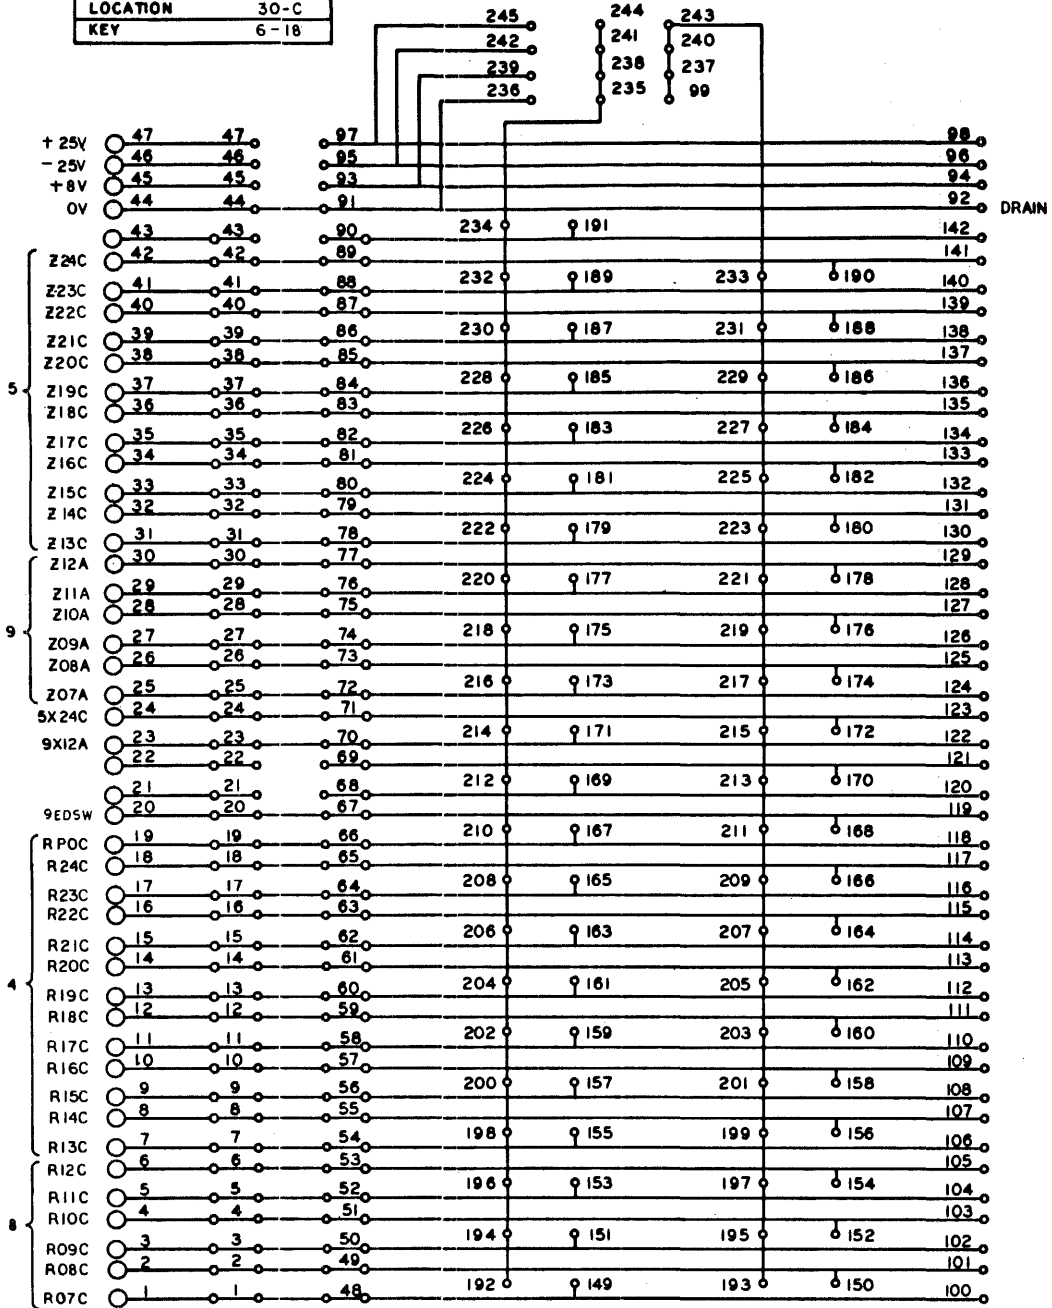 LOCATION 30-C
KEY 6-18
245 244 243
242 241 240
239 238 237
236 235 99
+25V 47 47 97 98
-25V 46 46 95 96
+8V 45 45 93 94
0V 44 44 91 92 DRAIN
43 43 90 234 191 142
Z24C 42 42 89 141
Z23C 41 41 88 232 189 233 190 140
Z22C 40 40 87 139
Z21C 39 39 86 230 187 231 188 138
Z20C 38 38 85 137
5
Z19C 37 37 84 228 185 229 186 136
Z18C 36 36 83 135
Z17C 35 35 82 226 183 227 184 134
Z16C 34 34 81 133
Z15C 33 33 80 224 181 225 182 132
Z14C 32 32 79 131
Z13C 31 31 78 222 179 223 180 130
Z12A 30 30 77 129
Z11A 29 29 76 220 177 221 178 128
Z10A 28 28 75 127
9
Z09A 27 27 74 218 175 219 176 126
Z08A 26 26 73 125
Z07A 25 25 72 216 173 217 174 124
5X24C 24 24 71 123
9X12A 23 23 70 214 171 215 172 122
22 22 69 121
21 21 68 212 169 213 170 120
9EDSW 20 20 67 119
RP0C 19 19 66 210 167 211 168 118
R24C 18 18 65 117
R23C 17 17 64 208 165 209 166 116
R22C 16 16 63 115
R21C 15 15 62 206 163 207 164 114
R20C 14 14 61 113
4
R19C 13 13 60 204 161 205 162 112
R18C 12 12 59 111
R17C 11 11 58 202 159 203 160 110
R16C 10 10 57 109
R15C 9 9 56 200 157 201 158 108
R14C 8 8 55 107
R13C 7 7 54 198 155 199 156 106
R12C 6 6 53 105
R11C 5 5 52 196 153 197 154 104
R10C 4 4 51 103
8
R09C 3 3 50 194 151 195 152 102
R08C 2 2 49 101
R07C 1 1 48 192 149 193 150 100